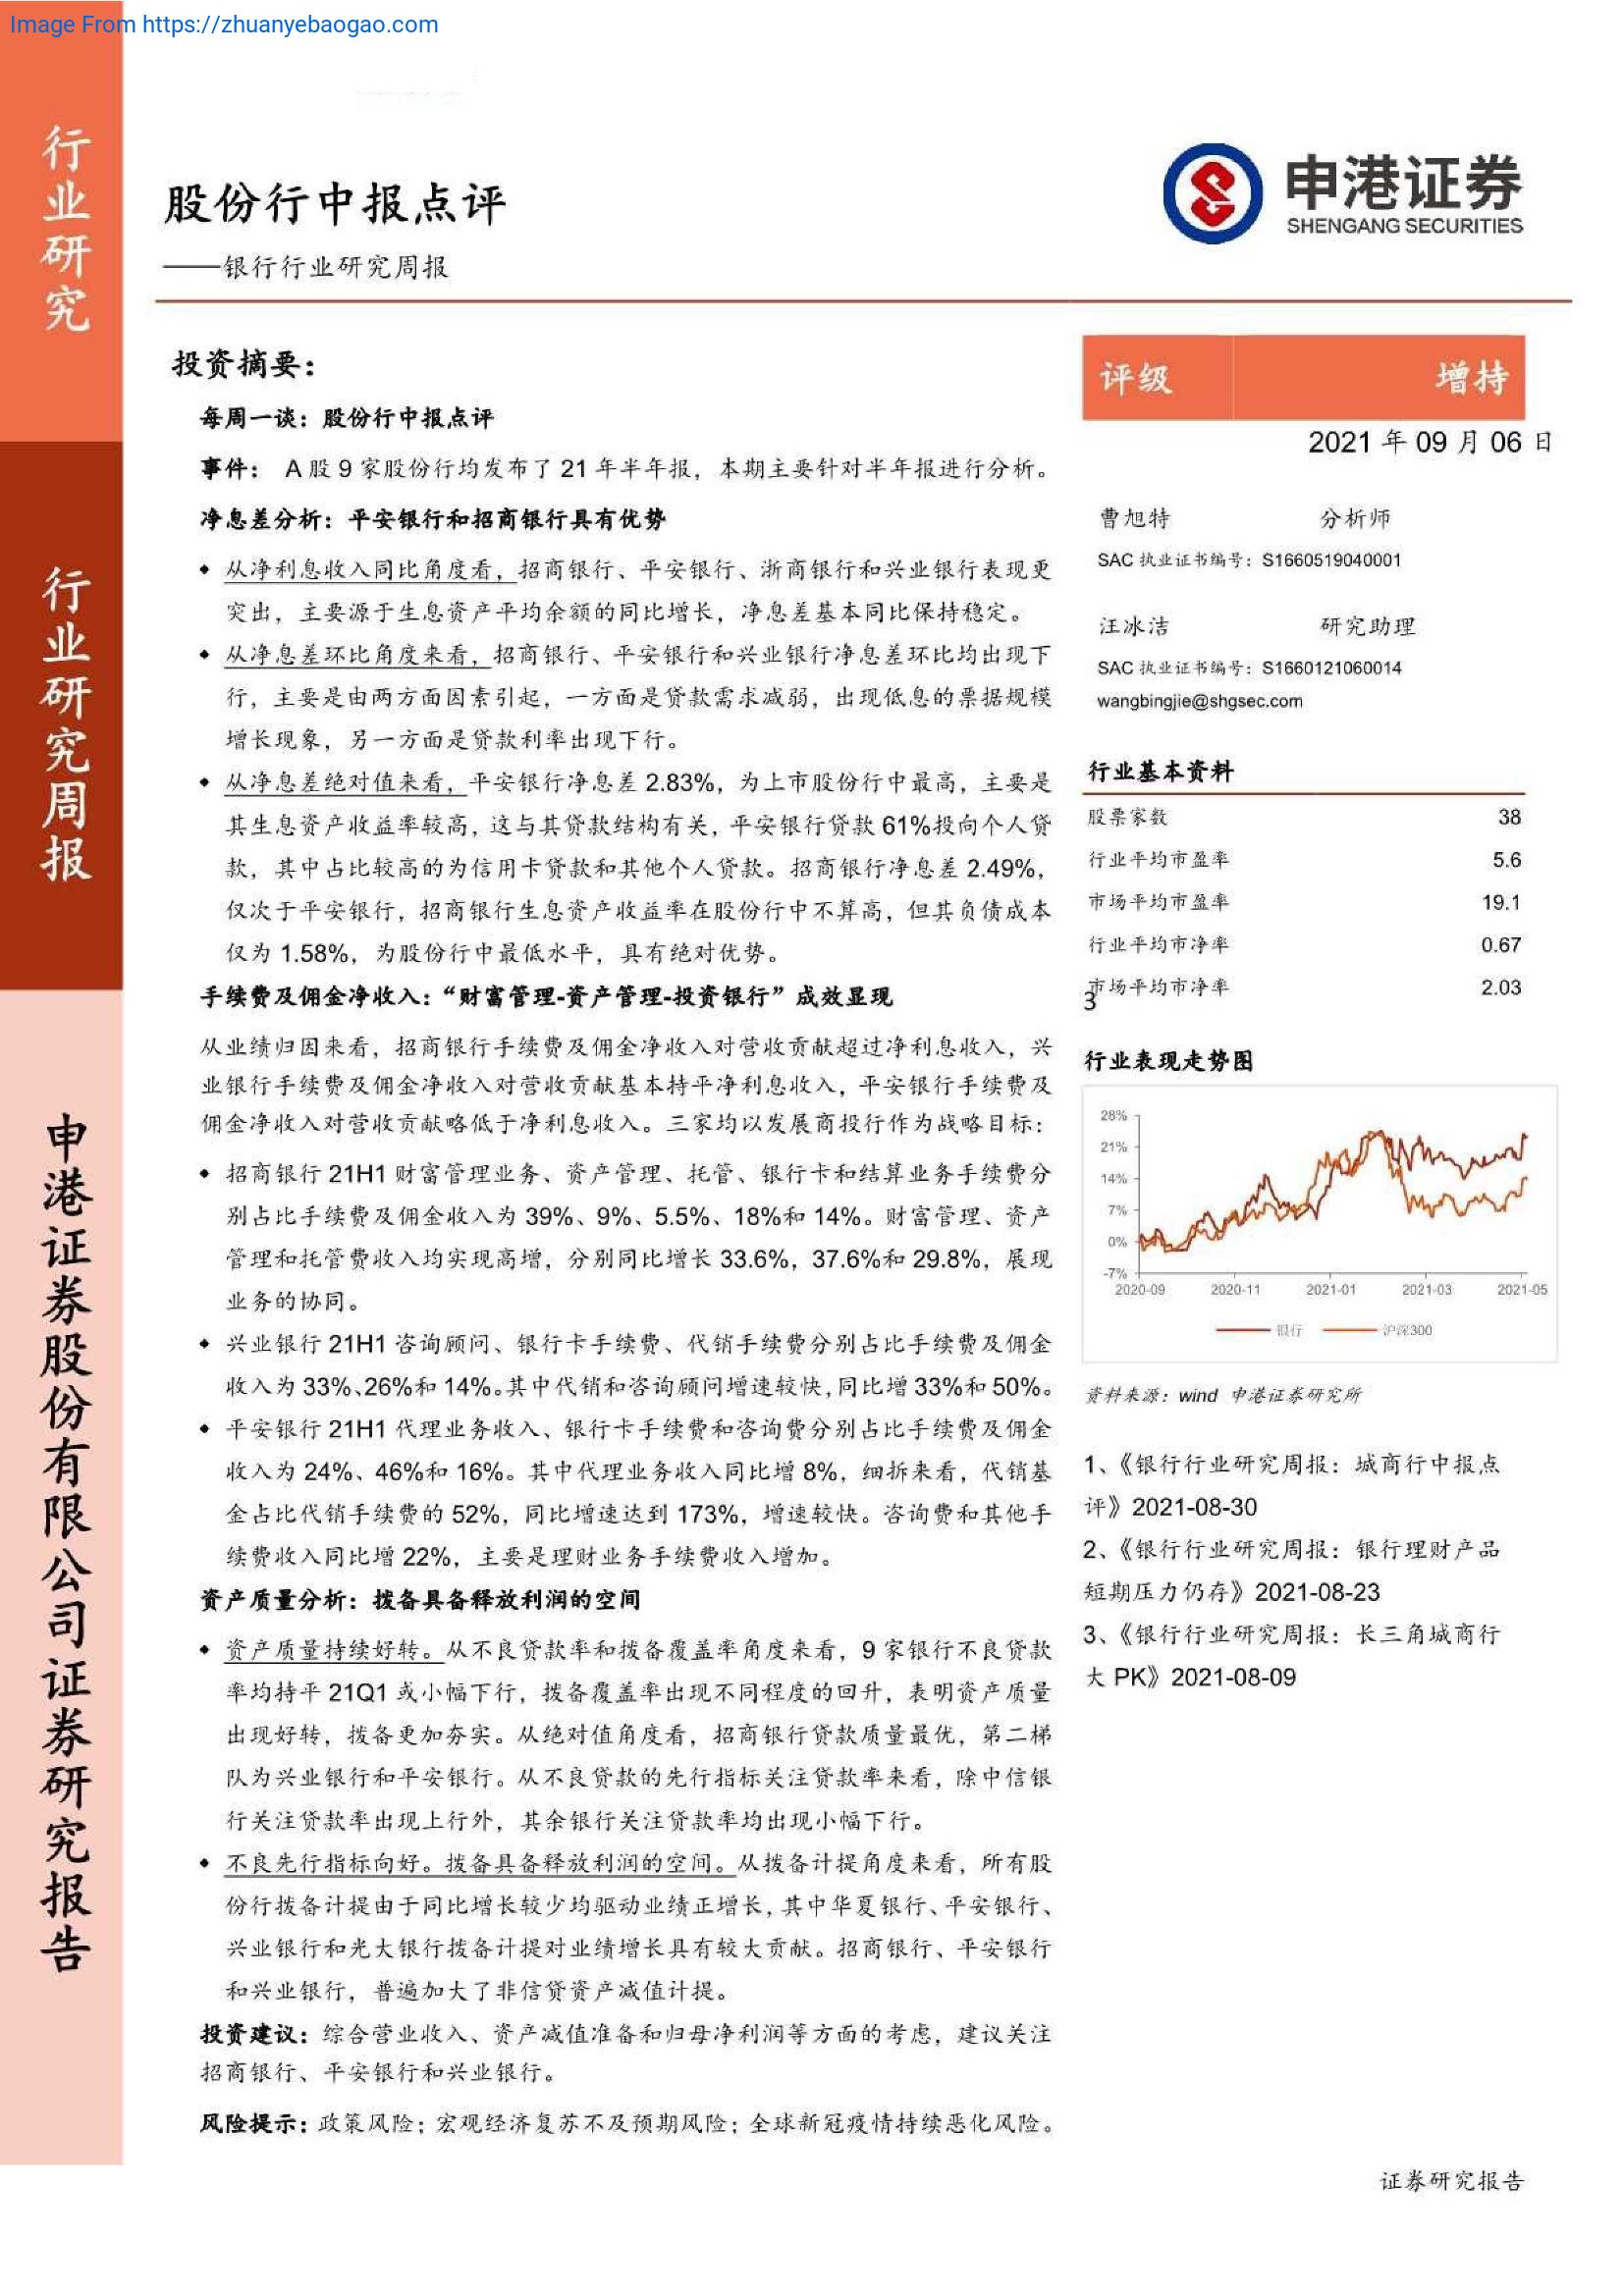 Image From https://zhuanyebaogao.com
行业研究
行业研究周报
申港证券股份有限公司证券研究报告
股份行中报点评
——银行行业研究周报
申港证券
SHENGANG SECURITIES
投资摘要：
每周一谈：股份行中报点评
事件： A 股 9 家股份行均发布了 21 年半年报，本期主要针对半年报进行分析。
净息差分析：平安银行和招商银行具有优势
◆ 从净利息收入同比角度看，招商银行、平安银行、浙商银行和兴业银行表现更
突出，主要源于生息资产平均余额的同比增长，净息差基本同比保持稳定。
◆ 从净息差环比角度来看，招商银行、平安银行和兴业银行净息差环比均出现下
行，主要是由两方面因素引起，一方面是贷款需求减弱，出现低息的票据规模
增长现象，另一方面是贷款利率出现下行。
◆ 从净息差绝对值来看，平安银行净息差 2.83%，为上市股份行中最高，主要是
其生息资产收益率较高，这与其贷款结构有关，平安银行贷款 61%投向个人贷
款，其中占比较高的为信用卡贷款和其他个人贷款。招商银行净息差 2.49%，
仅次于平安银行，招商银行生息资产收益率在股份行中不算高，但其负债成本
仅为 1.58%，为股份行中最低水平，具有绝对优势。
手续费及佣金净收入：“财富管理-资产管理-投资银行”成效显现
从业绩归因来看，招商银行手续费及佣金净收入对营收贡献超过净利息收入，兴
业银行手续费及佣金净收入对营收贡献基本持平净利息收入，平安银行手续费及
佣金净收入对营收贡献略低于净利息收入。三家均以发展商投行作为战略目标：
◆ 招商银行 21H1 财富管理业务、资产管理、托管、银行卡和结算业务手续费分
别占比手续费及佣金收入为 39%、9%、5.5%、18%和 14%。财富管理、资产
管理和托管费收入均实现高增，分别同比增长 33.6%，37.6%和 29.8%，展现
业务的协同。
◆ 兴业银行 21H1 咨询顾问、银行卡手续费、代销手续费分别占比手续费及佣金
收入为 33%、26%和 14%。其中代销和咨询顾问增速较快，同比增 33%和 50%。
◆ 平安银行 21H1 代理业务收入、银行卡手续费和咨询费分别占比手续费及佣金
收入为 24%、46%和 16%。其中代理业务收入同比增 8%，细拆来看，代销基
金占比代销手续费的 52%，同比增速达到 173%，增速较快。咨询费和其他手
续费收入同比增 22%，主要是理财业务手续费收入增加。
资产质量分析：拨备具备释放利润的空间
◆ 资产质量持续好转。从不良贷款率和拨备覆盖率角度来看，9 家银行不良贷款
率均持平 21Q1 或小幅下行，拨备覆盖率出现不同程度的回升，表明资产质量
出现好转，拨备更加夯实。从绝对值角度看，招商银行贷款质量最优，第二梯
队为兴业银行和平安银行。从不良贷款的先行指标关注贷款率来看，除中信银
行关注贷款率出现上行外，其余银行关注贷款率均出现小幅下行。
◆ 不良先行指标向好。拨备具备释放利润的空间。从拨备计提角度来看，所有股
份行拨备计提由于同比增长较少均驱动业绩正增长，其中华夏银行、平安银行、
兴业银行和光大银行拨备计提对业绩增长具有较大贡献。招商银行、平安银行
和兴业银行，普遍加大了非信贷资产减值计提。
投资建议：综合营业收入、资产减值准备和归母净利润等方面的考虑，建议关注
招商银行、平安银行和兴业银行。
风险提示：政策风险；宏观经济复苏不及预期风险；全球新冠疫情持续恶化风险。
评级 增持
2021 年 09 月 06 日
曹旭特 分析师
SAC 执业证书编号：S1660519040001
汪冰洁 研究助理
SAC 执业证书编号：S1660121060014
wangbingjie@shgsec.com
行业基本资料
股票家数 38
行业平均市盈率 5.6
市场平均市盈率 19.1
行业平均市净率 0.67
市场平均市净率 2.03
3
行业表现走势图
28%
21%
14%
7%
0%
-7%
2020-09 2020-11 2021-01 2021-03 2021-05
银行 沪深300
资料来源：wind 申港证券研究所
1、《银行行业研究周报：城商行中报点
评》2021-08-30
2、《银行行业研究周报：银行理财产品
短期压力仍存》2021-08-23
3、《银行行业研究周报：长三角城商行
大 PK》2021-08-09
证券研究报告